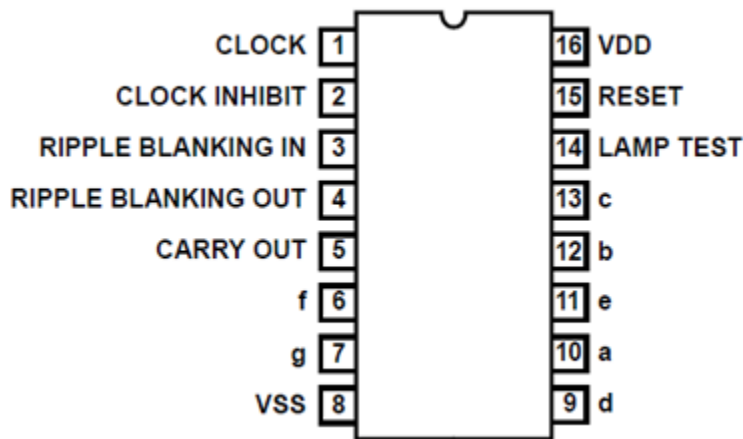 CLOCK 1 16 VDD
CLOCK INHIBIT 2 15 RESET
RIPPLE BLANKING IN 3 14 LAMP TEST
RIPPLE BLANKING OUT 4 13 c
CARRY OUT 5 12 b
f 6 11 e
g 7 10 a
VSS 8 9 d